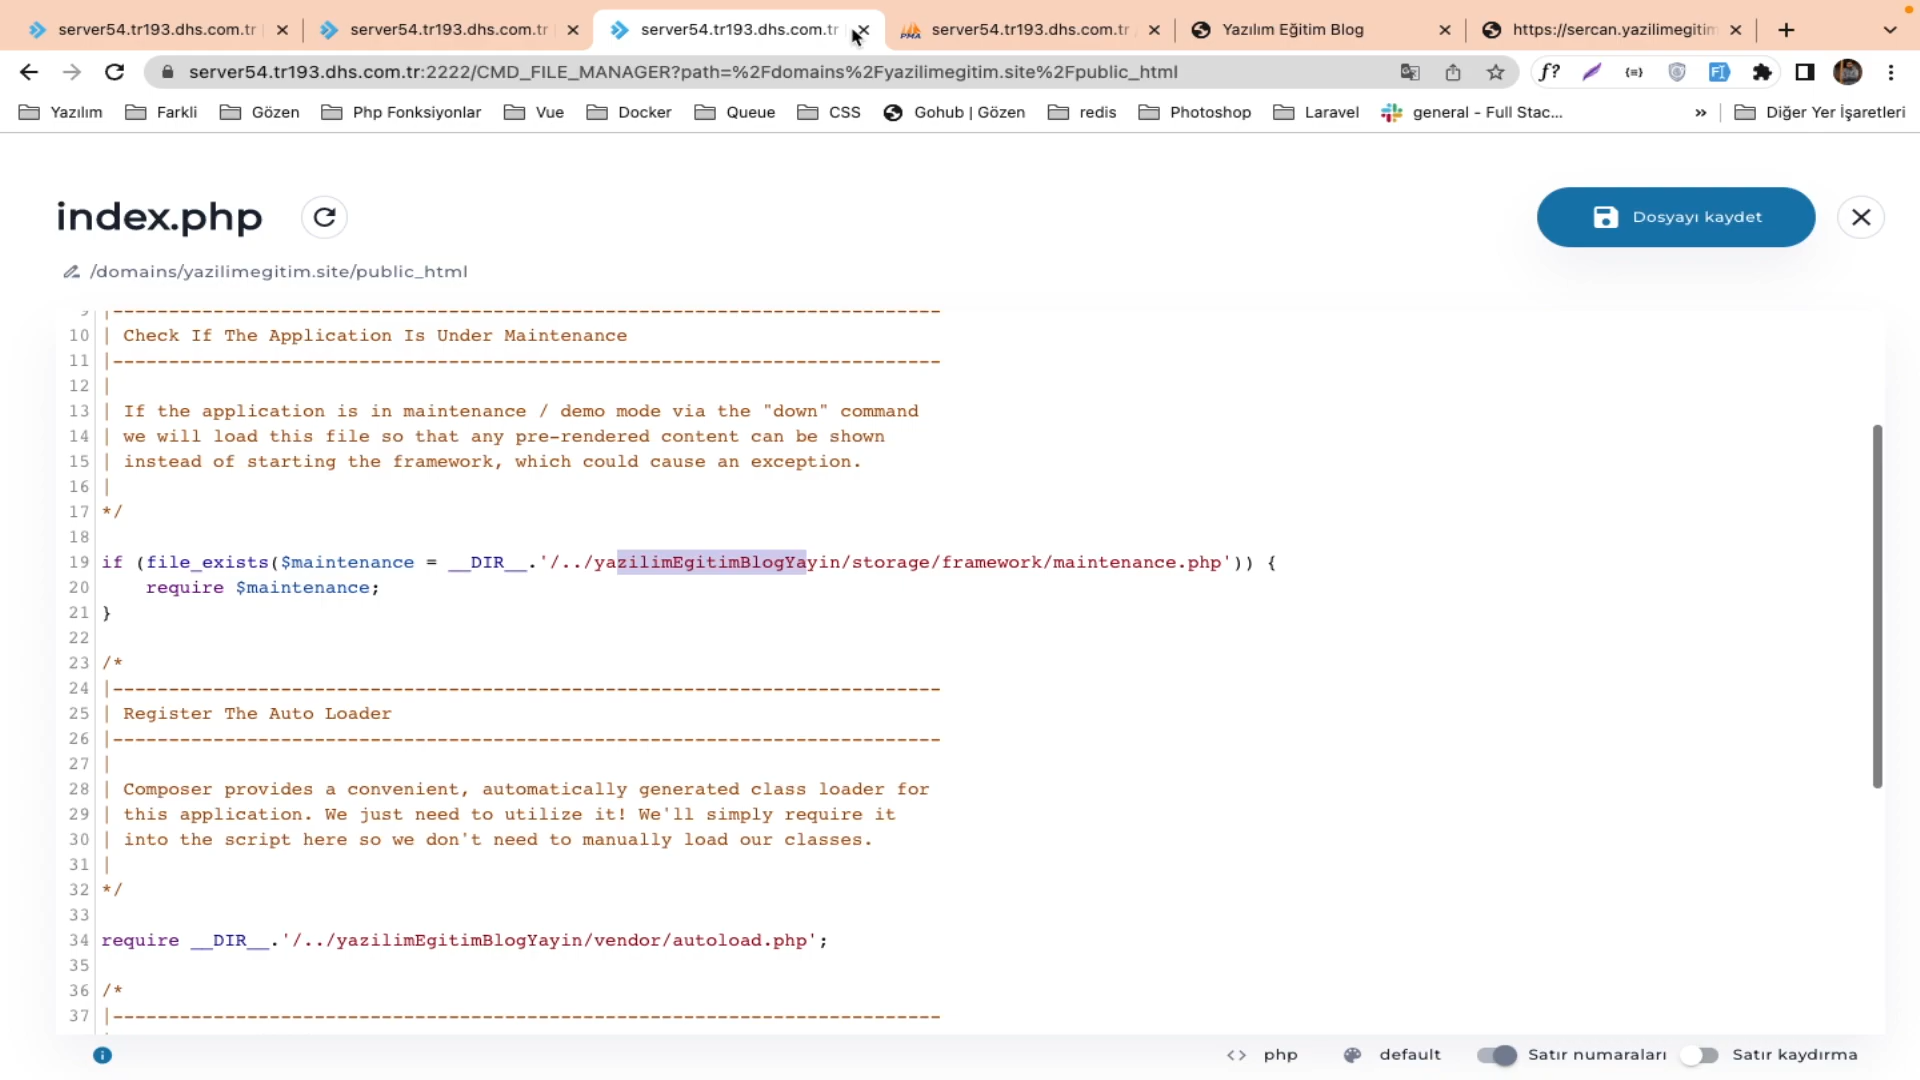 server54.tr193.dhs.com.tr
server54.tr193.dhs.com.tr
server54.tr193.dhs.com.tr
server54.tr193.dhs.com.tr
Yazılım Eğitim Blog
https://sercan.yazilimegitim
server54.tr193.dhs.com.tr:2222/CMD_FILE_MANAGER?path=%2Fdomains%2Fyazilimegitim.site%2Fpublic_html
Yazılım
Farkli
Gözen
Php Fonksiyonlar
Vue
Docker
Queue
CSS
Gohub | Gözen
redis
Photoshop
Laravel
general - Full Stac...
»
Diğer Yer İşaretleri
index.php
Dosyayı kaydet
/domains/yazilimegitim.site/public_html
9 |--------------------------------------------------------------------------
10 | Check If The Application Is Under Maintenance
11 |--------------------------------------------------------------------------
12 |
13 | If the application is in maintenance / demo mode via the "down" command
14 | we will load this file so that any pre-rendered content can be shown
15 | instead of starting the framework, which could cause an exception.
16 |
17 */
18
19 if (file_exists($maintenance = __DIR__.'/../yazilimEgitimBlogYayin/storage/framework/maintenance.php')) {
20     require $maintenance;
21 }
22
23 /*
24 |--------------------------------------------------------------------------
25 | Register The Auto Loader
26 |--------------------------------------------------------------------------
27 |
28 | Composer provides a convenient, automatically generated class loader for
29 | this application. We just need to utilize it! We'll simply require it
30 | into the script here so we don't need to manually load our classes.
31 |
32 */
33
34 require __DIR__.'/../yazilimEgitimBlogYayin/vendor/autoload.php';
35
36 /*
37 |--------------------------------------------------------------------------
<> php
default
Satır numaraları
Satır kaydırma